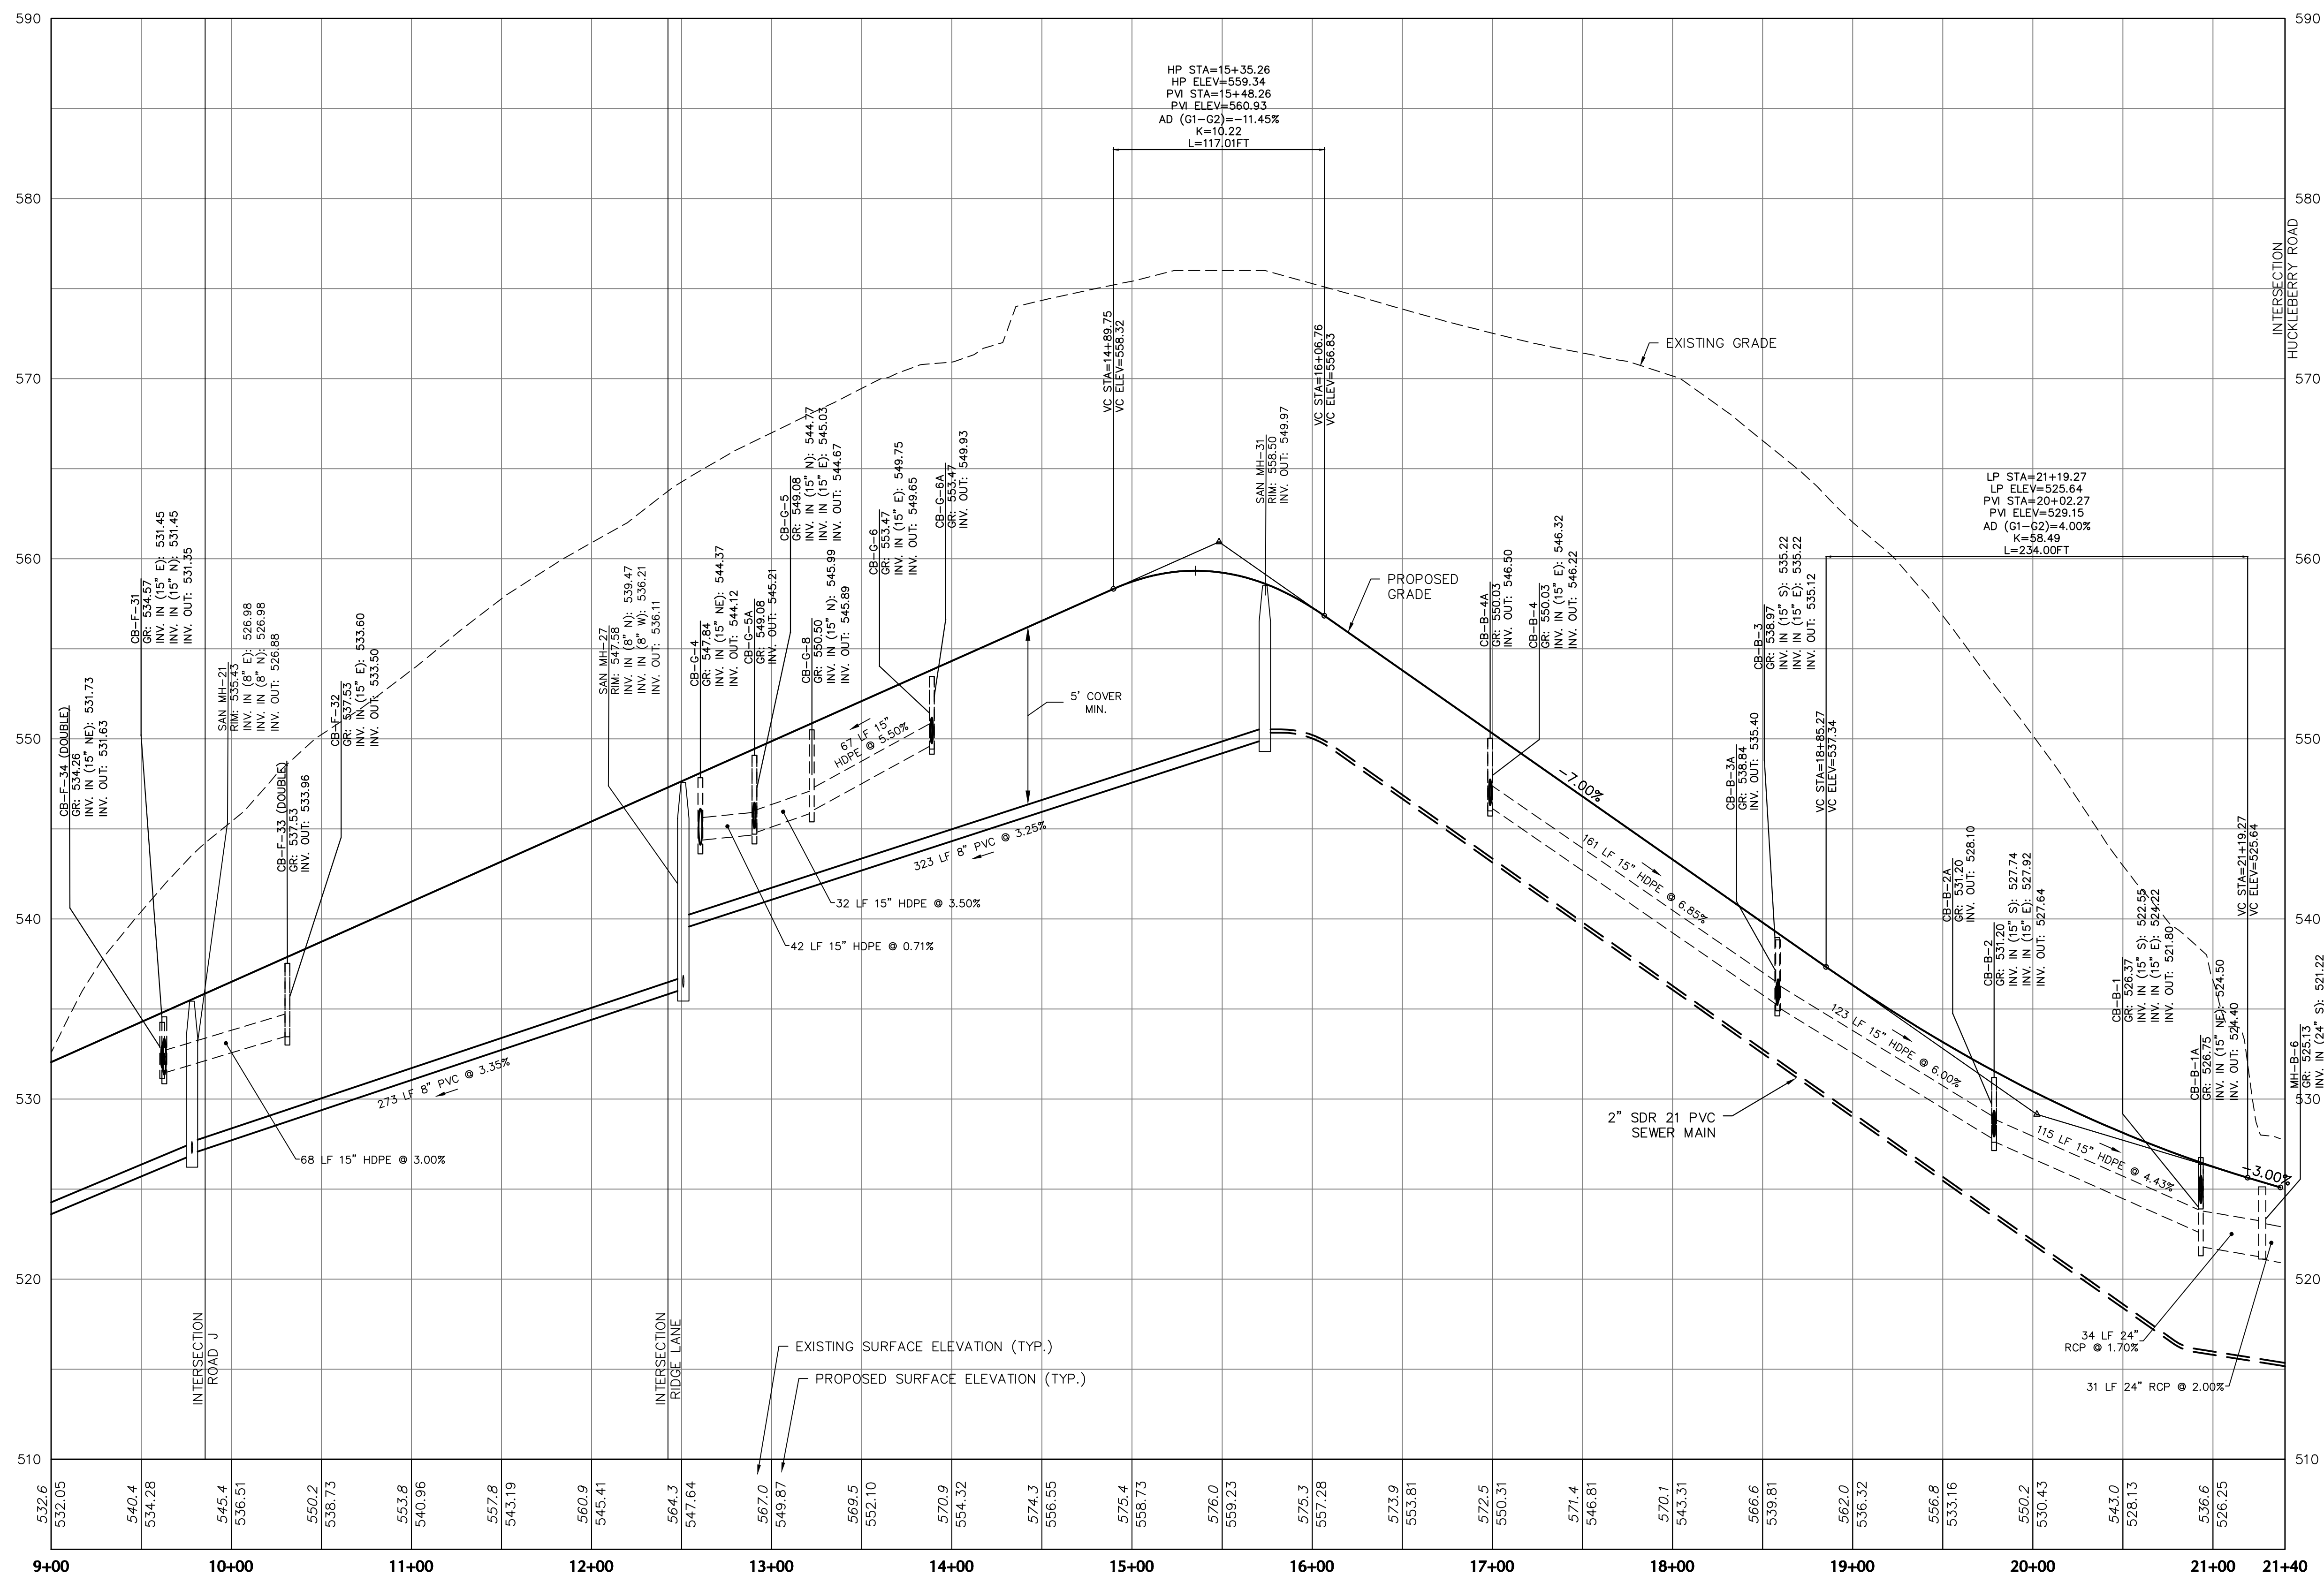 590
580
570
560
550
540
530
520
510
590
580
570
560
550
540
530
520
510
HP STA=15+35.26
HP ELEV=559.34
PVI STA=15+48.26
PVI ELEV=560.93
AD (G1-G2)=-11.45%
K=10.22
L=117.01FT
VC STA=14+89.75
VC ELEV=558.32
VC STA=16+06.76
VC ELEV=556.83
LP STA=21+19.27
LP ELEV=525.64
PVI STA=20+02.27
PVI ELEV=529.15
AD (G1-G2)=4.00%
K=58.49
L=234.00FT
VC STA=18+85.27
VC ELEV=537.34
VC STA=21+19.27
VC ELEV=525.64
INTERSECTION
HUCKLEBERRY ROAD
EXISTING GRADE
PROPOSED
GRADE
CB-F-34 (DOUBLE)
GR: 534.26
INV. IN (15" NE): 531.73
INV. OUT: 531.63
CB-F-31
GR: 534.57
INV. IN (15" E): 531.45
INV. IN (15" N): 531.45
INV. OUT: 531.35
SAN MH-21
RIM: 535.43
INV. IN (8" E): 526.98
INV. IN (8" N): 526.98
INV. OUT: 526.88
CB-F-33 (DOUBLE)
GR: 537.53
INV. OUT: 533.96
CB-F-32
GR: 537.53
INV. IN (15" E): 533.60
INV. OUT: 533.50
SAN MH-27
RIM: 547.58
INV. IN (8" N): 539.47
INV. IN (8" W): 536.21
INV. OUT: 536.11
CB-G-4
GR: 547.84
INV. IN (15" NE): 544.37
INV. OUT: 544.12
CB-G-5A
GR: 549.08
INV. OUT: 545.21
CB-G-5
GR: 549.08
INV. IN (15" N): 544.77
INV. IN (15" E): 545.03
INV. OUT: 544.67
CB-G-8
GR: 550.50
INV. IN (15" N): 545.99
INV. OUT: 545.89
CB-G-6
GR: 553.47
INV. IN (15" E): 549.75
INV. OUT: 549.65
CB-G-6A
GR: 553.47
INV. OUT: 549.93
SAN MH-31
RIM: 558.50
INV. OUT: 549.97
CB-B-4A
GR: 550.03
INV. OUT: 546.50
CB-B-4
GR: 550.03
INV. IN (15" E): 546.32
INV. OUT: 546.22
CB-B-3A
GR: 538.84
INV. OUT: 535.40
CB-B-3
GR: 538.97
INV. IN (15" S): 535.22
INV. IN (15" E): 535.22
INV. OUT: 535.12
CB-B-2A
GR: 531.20
INV. OUT: 528.10
CB-B-2
GR: 531.20
INV. IN (15" S): 527.74
INV. IN (15" E): 527.92
INV. OUT: 527.64
CB-B-1
GR: 526.37
INV. IN (15" S): 522.55
INV. IN (15" E): 524.22
INV. OUT: 521.80
CB-B-1A
GR: 526.75
INV. IN (15" NE): 524.50
INV. OUT: 524.40
MH-B-6
GR: 525.13
INV. IN (24" S): 521.22
67 LF 15"
HDPE @ 5.50%
5' COVER
MIN.
323 LF 8" PVC @ 3.25%
32 LF 15" HDPE @ 3.50%
42 LF 15" HDPE @ 0.71%
273 LF 8" PVC @ 3.35%
68 LF 15" HDPE @ 3.00%
-7.00%
161 LF 15" HDPE @ 6.85%
123 LF 15" HDPE @ 6.00%
115 LF 15" HDPE @ 4.43%
-3.00%
2" SDR 21 PVC
SEWER MAIN
34 LF 24"
RCP @ 1.70%
31 LF 24" RCP @ 2.00%
INTERSECTION
ROAD J
INTERSECTION
RIDGE LANE
EXISTING SURFACE ELEVATION (TYP.)
PROPOSED SURFACE ELEVATION (TYP.)
532.6
532.05
540.4
534.28
545.4
536.51
550.2
538.73
553.8
540.96
557.8
543.19
560.9
545.41
564.3
547.64
567.0
549.87
569.5
552.10
570.9
554.32
574.3
556.55
575.4
558.73
576.0
559.23
575.3
557.28
573.9
553.81
572.5
550.31
571.4
546.81
570.1
543.31
566.6
539.81
562.0
536.32
556.8
533.16
550.2
530.43
543.0
528.13
536.6
526.25
9+00
10+00
11+00
12+00
13+00
14+00
15+00
16+00
17+00
18+00
19+00
20+00
21+00
21+40